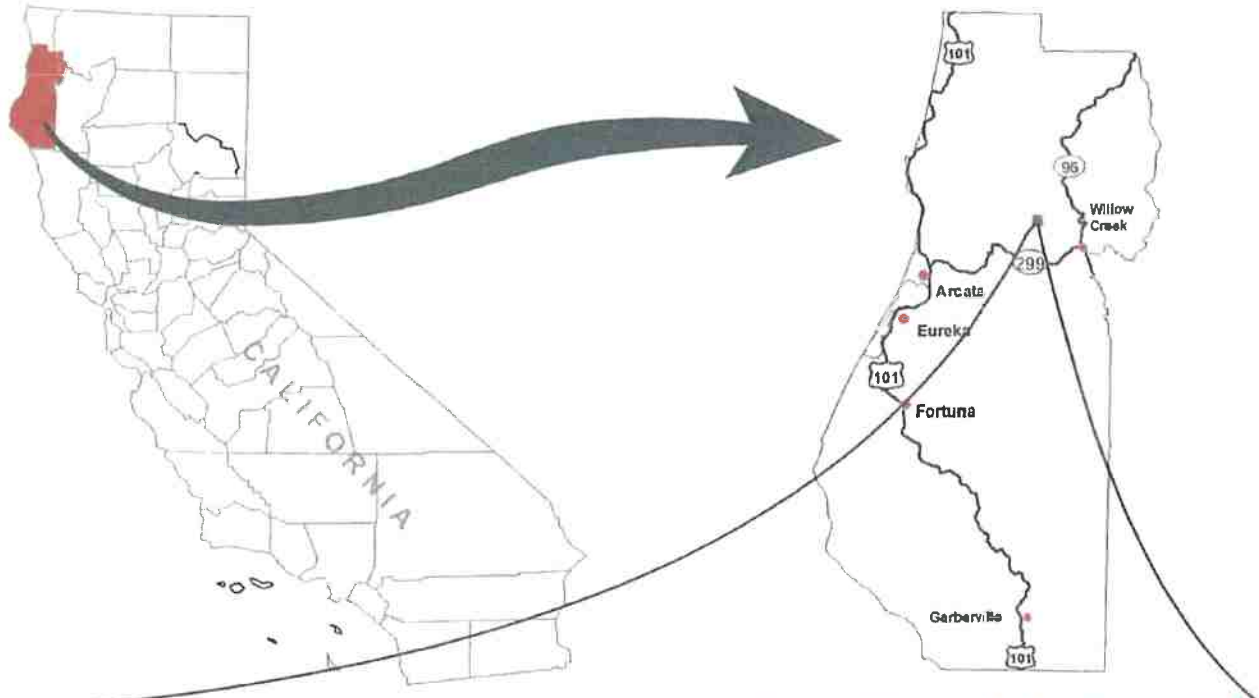 CALIFORNIA
101
96
Willow
Creek
299
Arcata
Eureka
101
Fortuna
Garberville
101